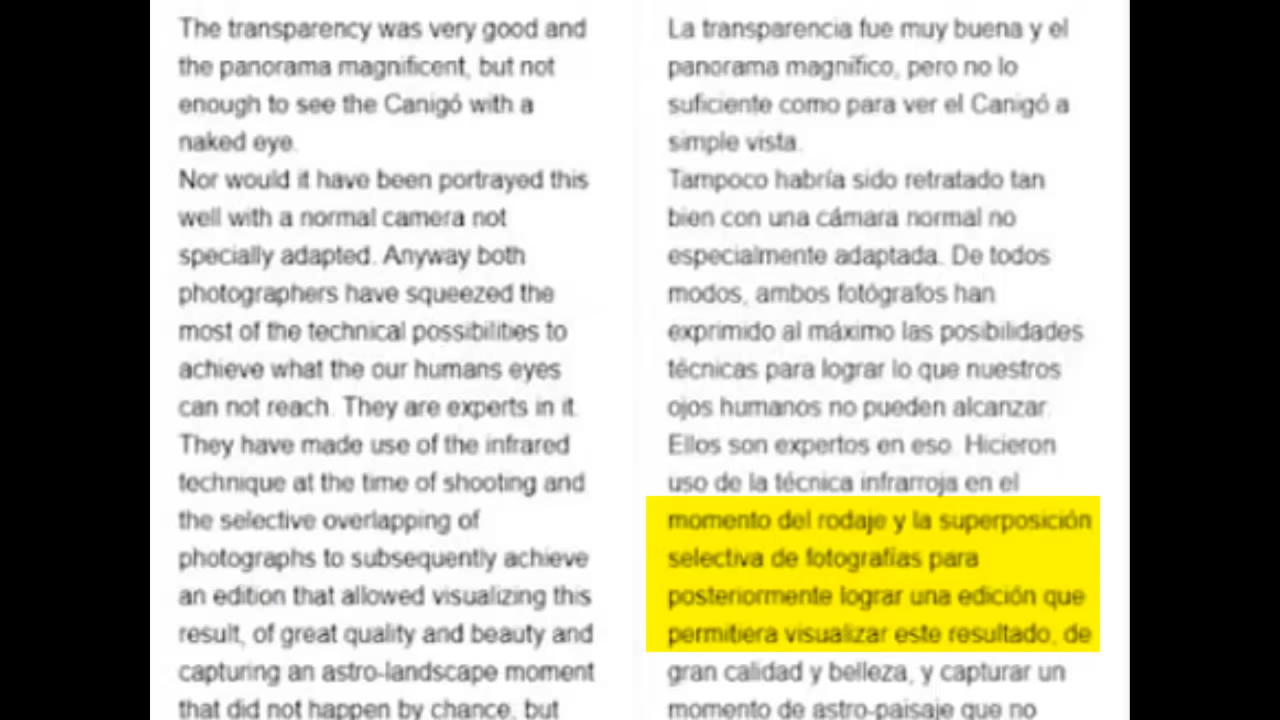 The transparency was very good and
the panorama magnificent, but not
enough to see the Canigó with a
naked eye.
Nor would it have been portrayed this
well with a normal camera not
specially adapted. Anyway both
photographers have squeezed the
most of the technical possibilities to
achieve what the our humans eyes
can not reach. They are experts in it.
They have made use of the infrared
technique at the time of shooting and
the selective overlapping of
photographs to subsequently achieve
an edition that allowed visualizing this
result, of great quality and beauty and
capturing an astro-landscape moment
that did not happen by chance, but
La transparencia fue muy buena y el
panorama magnífico, pero no lo
suficiente como para ver el Canigó a
simple vista.
Tampoco habría sido retratado tan
bien con una cámara normal no
especialmente adaptada. De todos
modos, ambos fotógrafos han
exprimido al máximo las posibilidades
técnicas para lograr lo que nuestros
ojos humanos no pueden alcanzar.
Ellos son expertos en eso. Hicieron
uso de la técnica infrarroja en el
momento del rodaje y la superposición
selectiva de fotografías para
posteriormente lograr una edición que
permitiera visualizar este resultado, de
gran calidad y belleza, y capturar un
momento de astro-paisaje que no